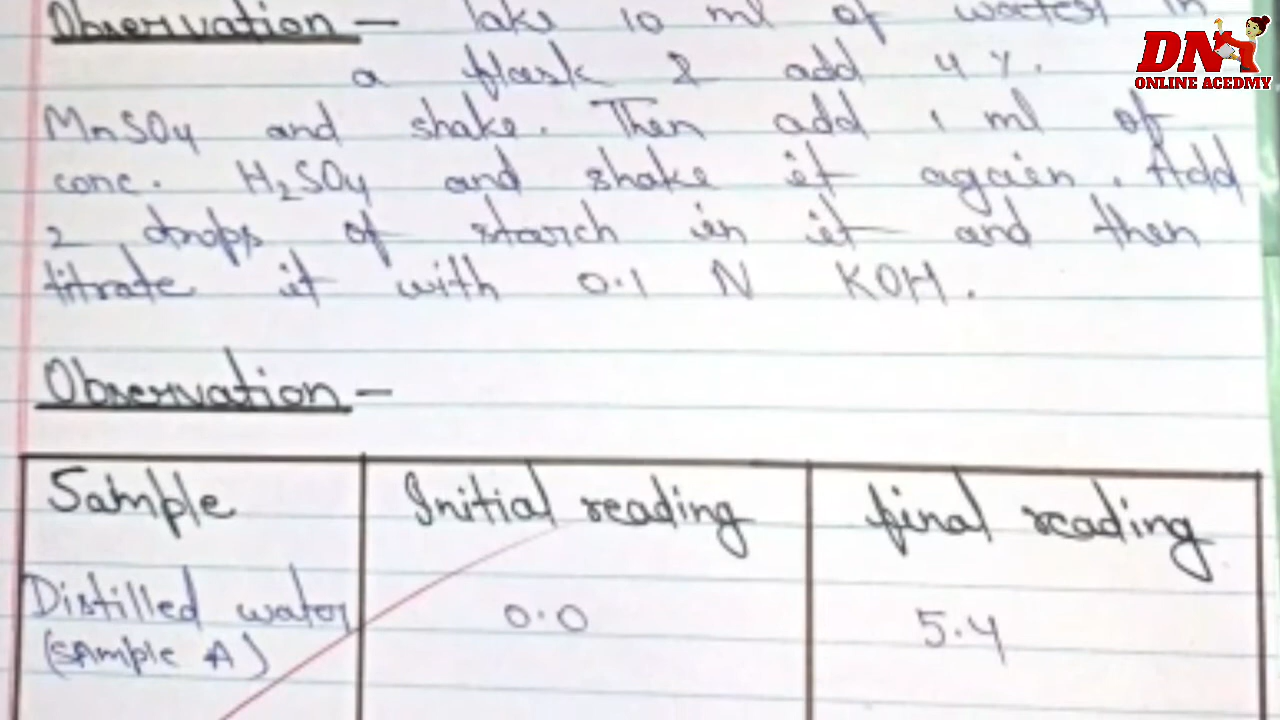 Observation - Take 10 ml of water in
a flask & add 4 %.
MnSO4 and shake. Then add 1 ml of
conc. H2SO4 and shake it again. Add
2 drops of starch in it and then
titrate it with 0.1 N KOH.
Observation -
Sample Initial reading final reading
Distilled water 0.0 5.4
(sample A)
DN
ONLINE ACEDMY